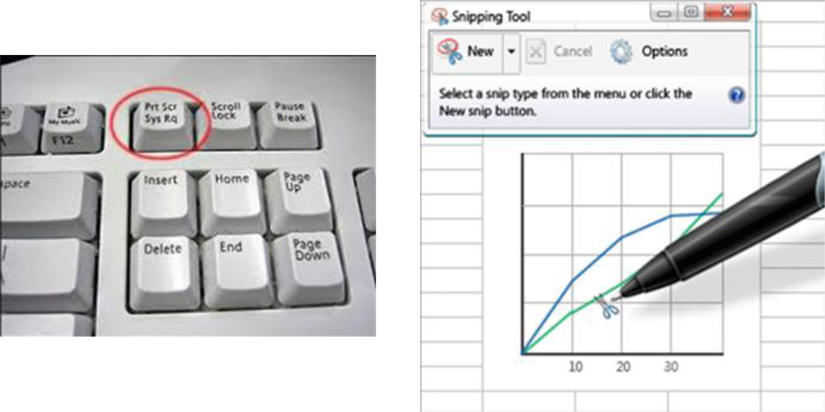 Prt Scr
Sys Rq
Scroll
Lock
Pause
Break
My Music
F12
Insert
Home
Page
Up
Delete
End
Page
Down
Snipping Tool
New
Cancel
Options
Select a snip type from the menu or click the
New snip button.
10 20 30